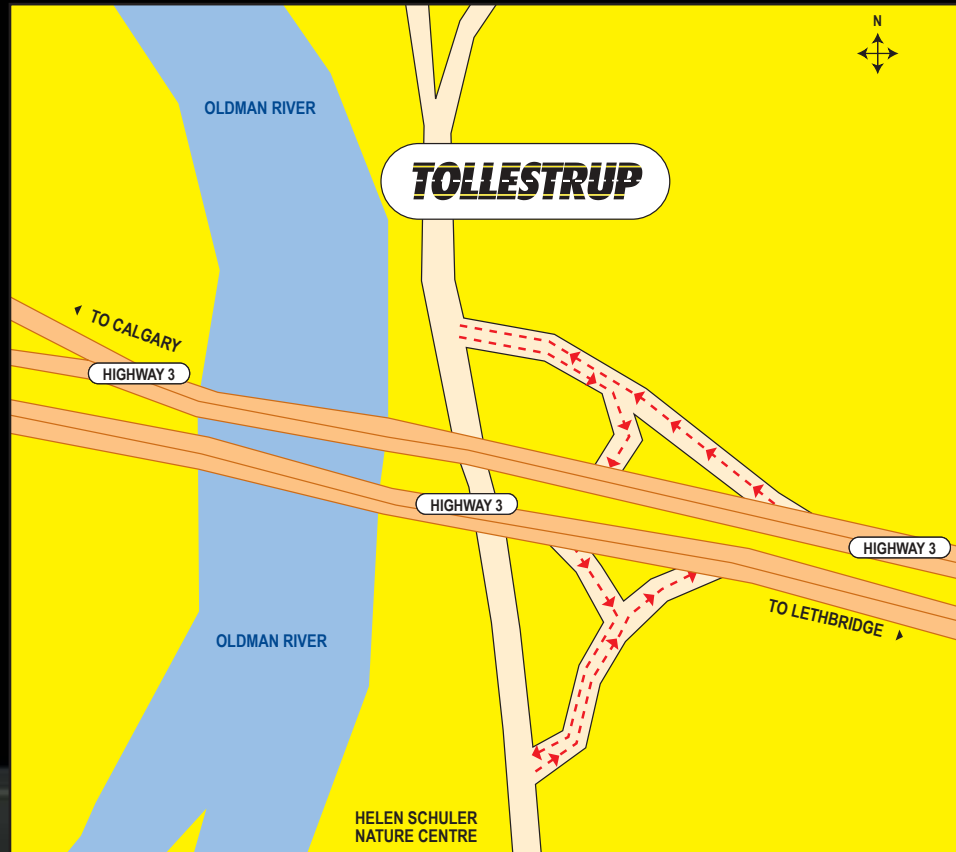 N
OLDMAN RIVER
TOLLESTRUP
TO CALGARY
HIGHWAY 3
HIGHWAY 3
HIGHWAY 3
TO LETHBRIDGE
OLDMAN RIVER
HELEN SCHULER
NATURE CENTRE